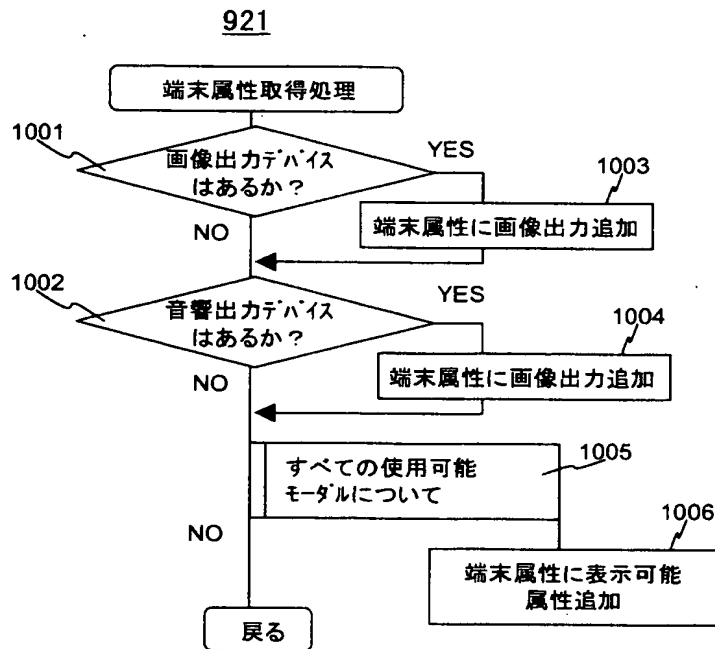 921
端末属性取得処理
1001
画像出力ﾃﾞﾊﾞｲｽ
はあるか？
YES
1003
端末属性に画像出力追加
NO
1002
音響出力ﾃﾞﾊﾞｲｽ
はあるか？
YES
1004
端末属性に画像出力追加
NO
1005
すべての使用可能
ﾓｰﾀﾞﾙについて
NO
1006
端末属性に表示可能
属性追加
戻る